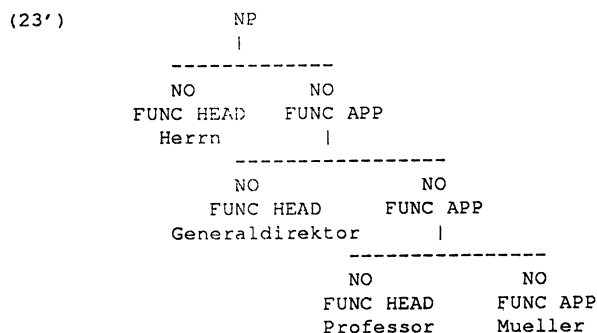 (23') NP
|
-------------
NO NO
FUNC HEAD FUNC APP
Herrn |
-----------------
NO NO
FUNC HEAD FUNC APP
Generaldirektor |
----------------
NO NO
FUNC HEAD FUNC APP
Professor Mueller